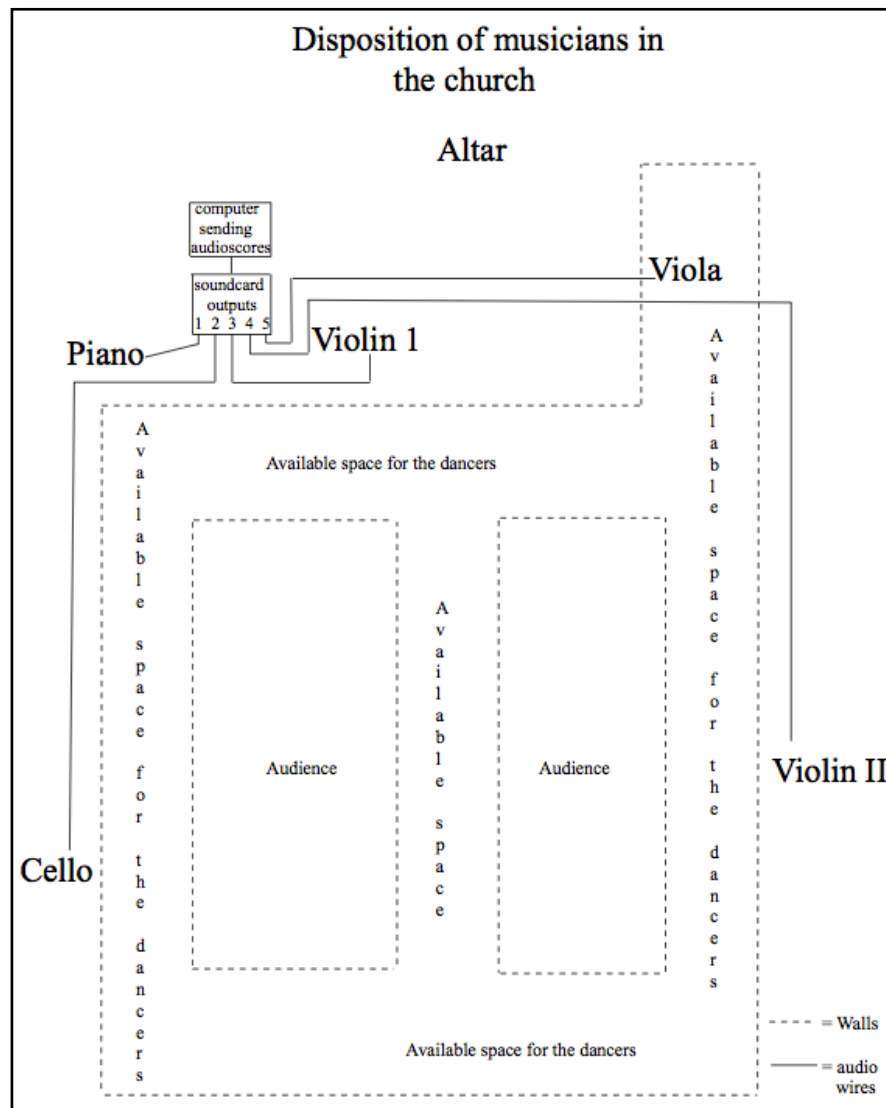 Disposition of musicians in
the church
Altar
computer
sending
audioscores
soundcard
outputs
1 2 3 4 5
Viola
Piano
Violin 1
Available space for the dancers
Available space for the dancers
Available space for the dancers
Available space
Audience
Audience
Violin II
Cello
Available space for the dancers
= Walls
= audio
wires